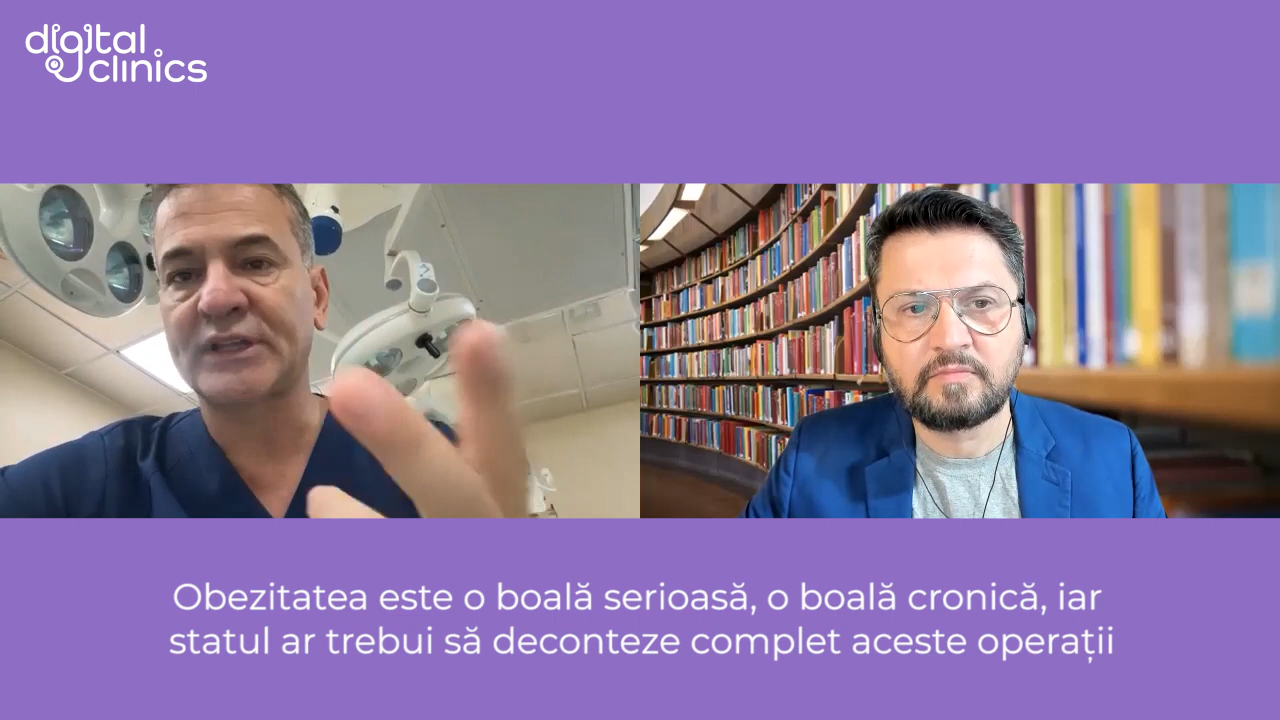 digital
clinics
Obezitatea este o boală serioasă, o boală cronică, iar
statul ar trebui să deconteze complet aceste operații